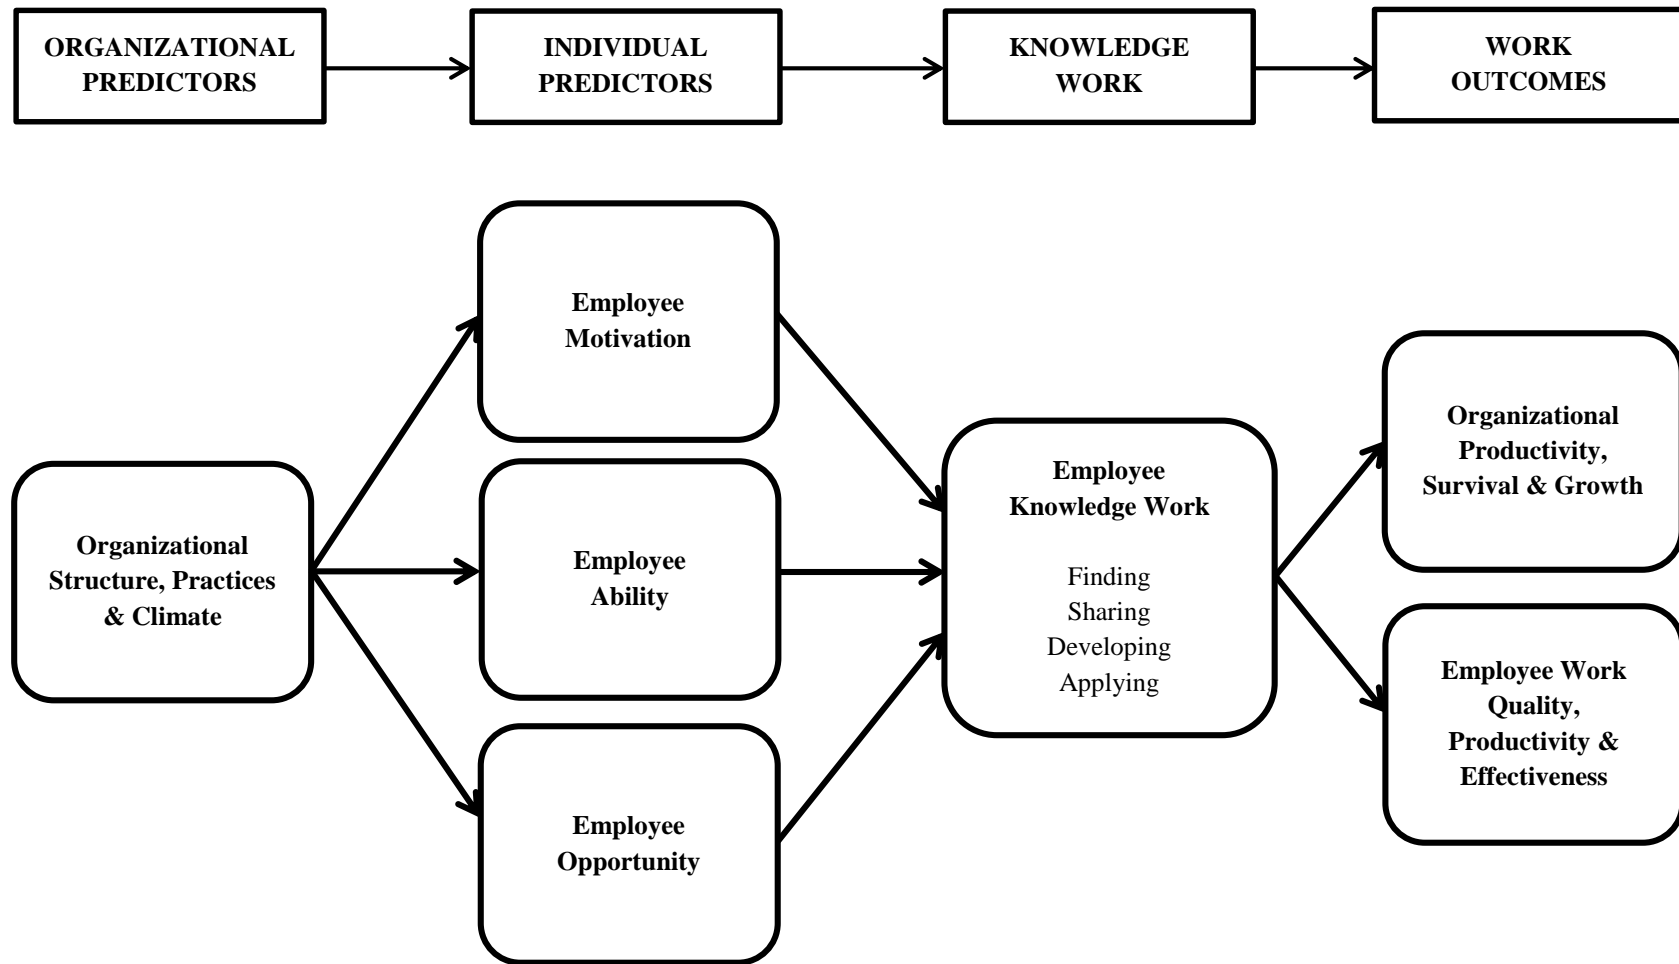 ORGANIZATIONAL
PREDICTORS
INDIVIDUAL
PREDICTORS
KNOWLEDGE
WORK
WORK
OUTCOMES
Organizational
Structure, Practices
& Climate
Employee
Motivation
Employee
Ability
Employee
Opportunity
Employee
Knowledge Work
Finding
Sharing
Developing
Applying
Organizational
Productivity,
Survival & Growth
Employee Work
Quality,
Productivity &
Effectiveness